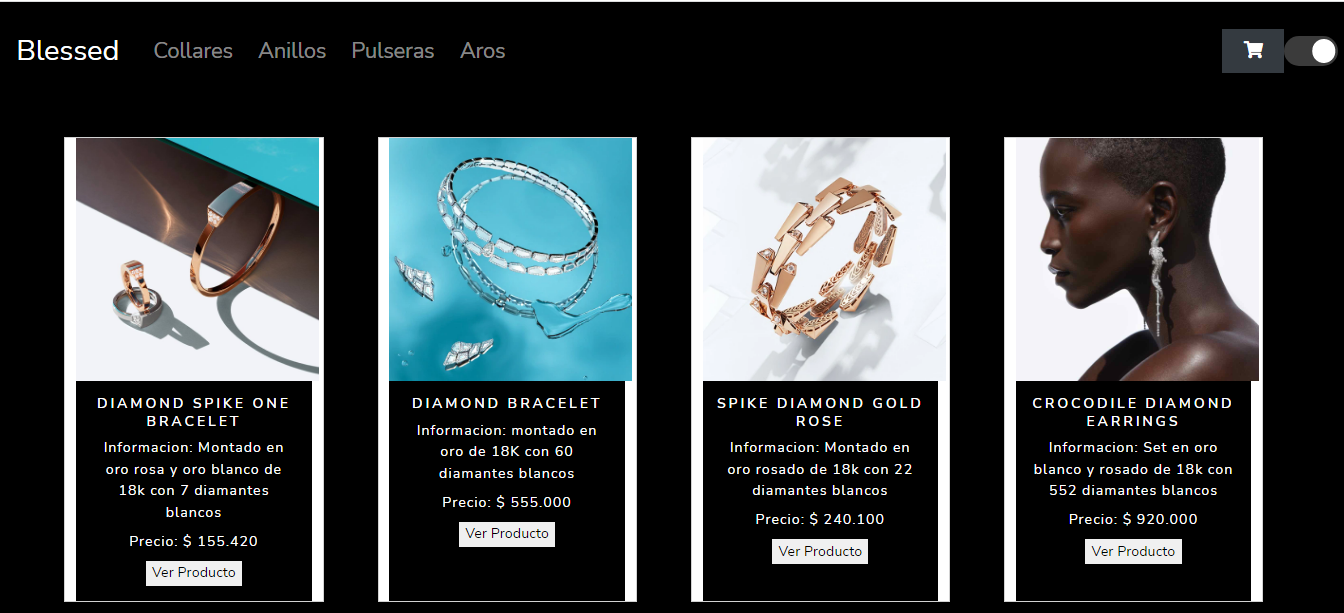 Blessed Collares Anillos Pulseras Aros
DIAMOND SPIKE ONE
BRACELET
Informacion: Montado en
oro rosa y oro blanco de
18k con 7 diamantes
blancos
Precio: $ 155.420
Ver Producto
DIAMOND BRACELET
Informacion: montado en
oro de 18K con 60
diamantes blancos
Precio: $ 555.000
Ver Producto
SPIKE DIAMOND GOLD
ROSE
Informacion: Montado en
oro rosado de 18k con 22
diamantes blancos
Precio: $ 240.100
Ver Producto
CROCODILE DIAMOND
EARRINGS
Informacion: Set en oro
blanco y rosado de 18k con
552 diamantes blancos
Precio: $ 920.000
Ver Producto